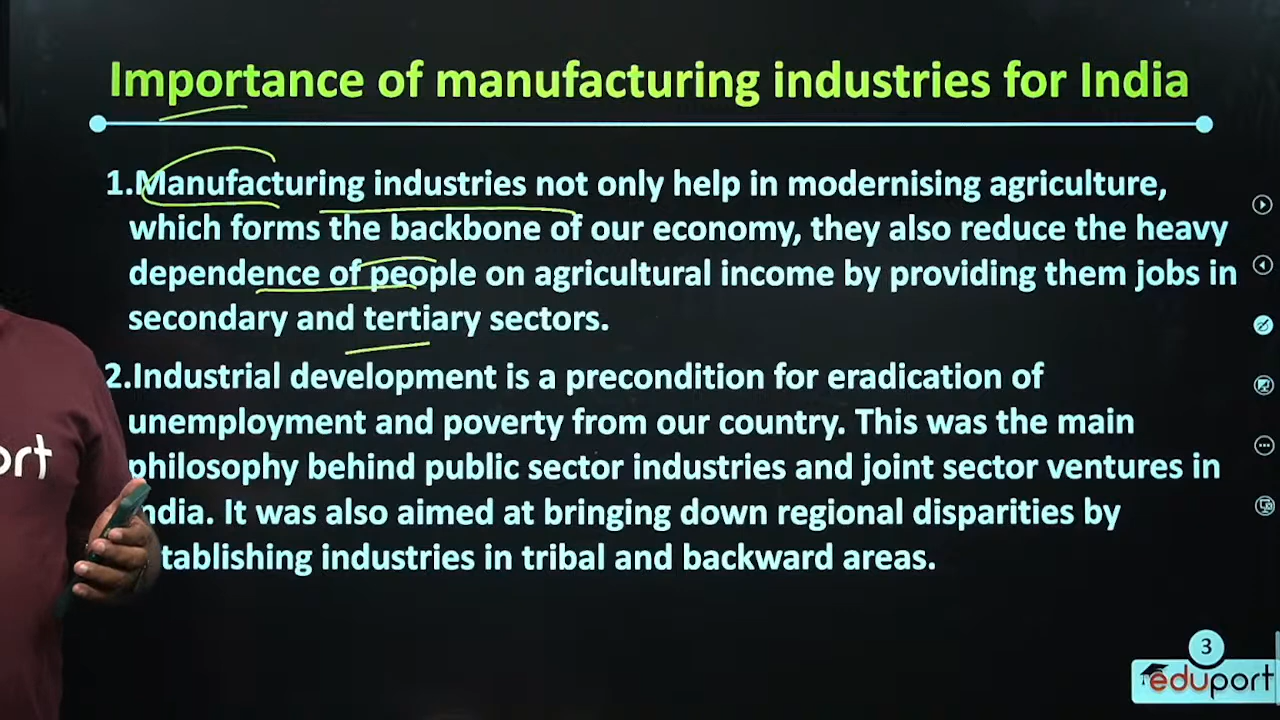 Importance of manufacturing industries for India
1.Manufacturing industries not only help in modernising agriculture,
which forms the backbone of our economy, they also reduce the heavy
dependence of people on agricultural income by providing them jobs in
secondary and tertiary sectors.
2.Industrial development is a precondition for eradication of
unemployment and poverty from our country. This was the main
philosophy behind public sector industries and joint sector ventures in
ndia. It was also aimed at bringing down regional disparities by
tablishing industries in tribal and backward areas.
ort
3
eduport